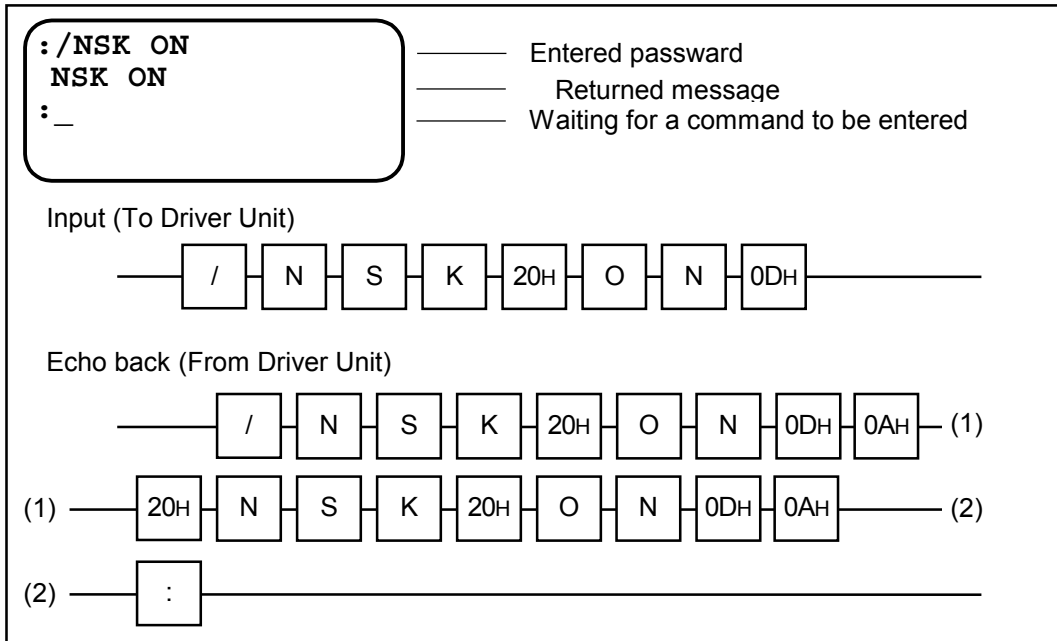 :/NSK ON
NSK ON
:_
Entered passward
Returned message
Waiting for a command to be entered
Input (To Driver Unit)
/ N S K 20H O N 0DH
Echo back (From Driver Unit)
/ N S K 20H O N 0DH 0AH (1)
(1) 20H N S K 20H O N 0DH 0AH (2)
(2) :